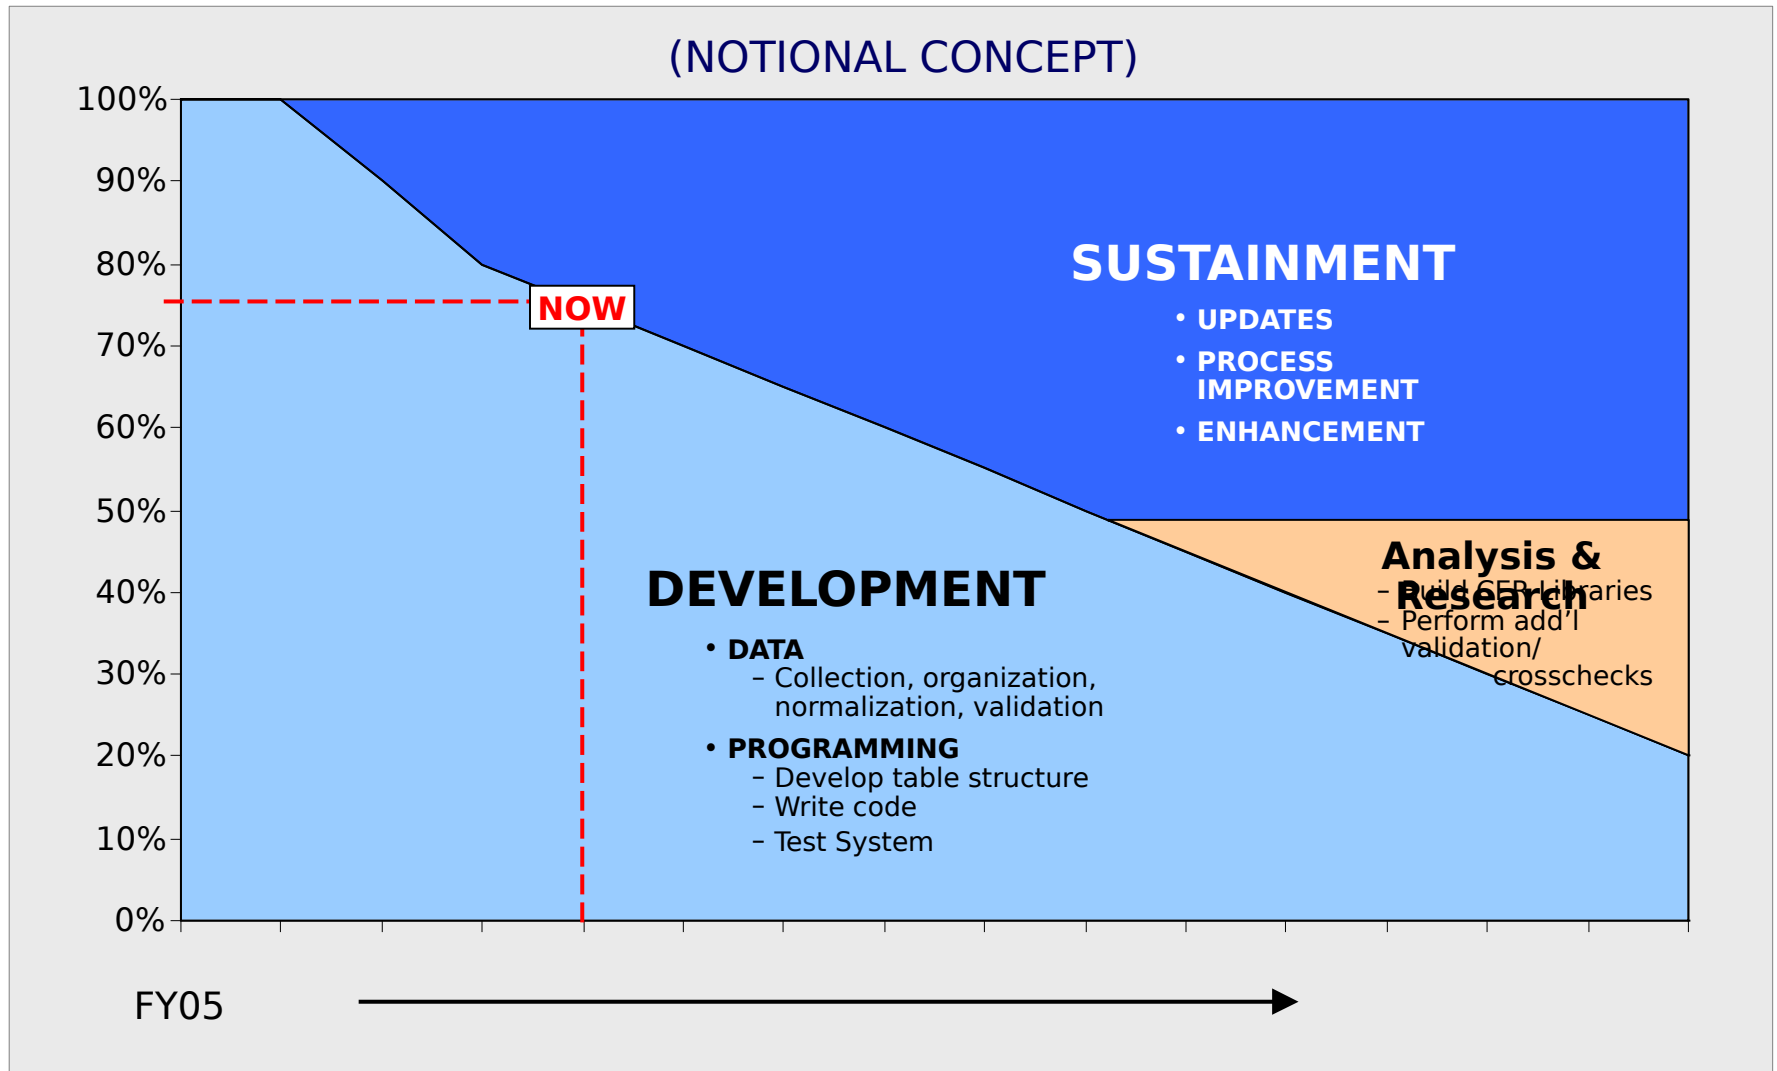 (NOTIONAL CONCEPT)
100%
90%
80%
70%
60%
50%
40%
30%
20%
10%
0%
NOW
SUSTAINMENT
• UPDATES
• PROCESS
IMPROVEMENT
• ENHANCEMENT
DEVELOPMENT
• DATA
– Collection, organization,
normalization, validation
• PROGRAMMING
– Develop table structure
– Write code
– Test System
Analysis &
Research
– Build CER Libraries
– Perform add’l
validation/
crosschecks
FY05